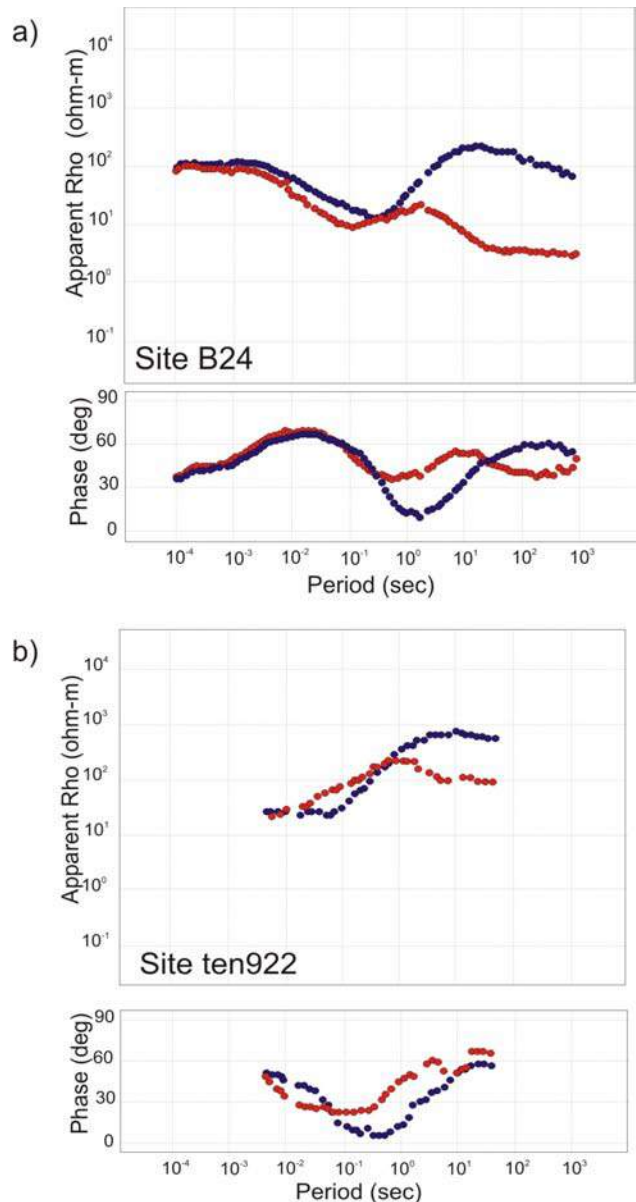 a)
Apparent Rho (ohm-m)
10⁴
10³
10²
10¹
10⁰
10⁻¹
Site B24
Phase (deg)
90
60
30
0
10⁻⁴ 10⁻³ 10⁻² 10⁻¹ 10⁰ 10¹ 10² 10³
Period (sec)
b)
Apparent Rho (ohm-m)
10⁴
10³
10²
10¹
10⁰
10⁻¹
Site ten922
Phase (deg)
90
60
30
0
10⁻⁴ 10⁻³ 10⁻² 10⁻¹ 10⁰ 10¹ 10² 10³
Period (sec)